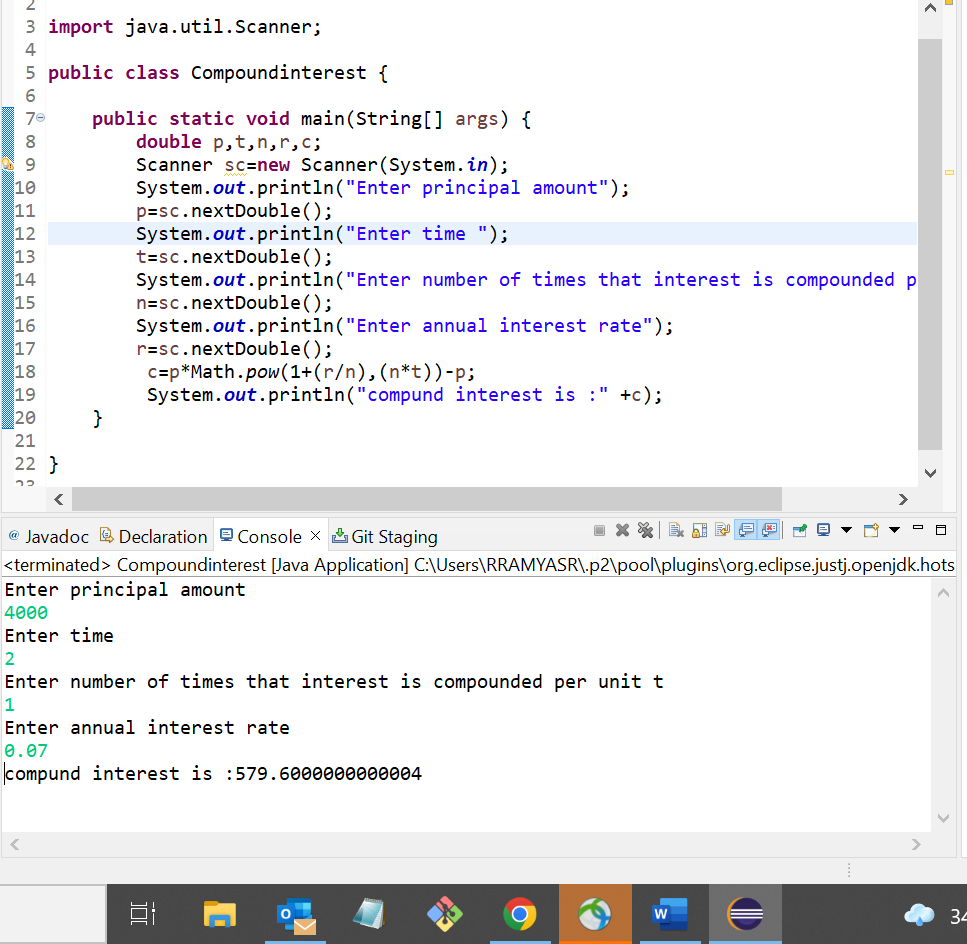 2
3 import java.util.Scanner;
4
5 public class Compoundinterest {
6
7 public static void main(String[] args) {
8 double p,t,n,r,c;
9 Scanner sc=new Scanner(System.in);
10 System.out.println("Enter principal amount");
11 p=sc.nextDouble();
12 System.out.println("Enter time ");
13 t=sc.nextDouble();
14 System.out.println("Enter number of times that interest is compounded p
15 n=sc.nextDouble();
16 System.out.println("Enter annual interest rate");
17 r=sc.nextDouble();
18 c=p*Math.pow(1+(r/n),(n*t))-p;
19 System.out.println("compund interest is :" +c);
20 }
21
22 }
23
@ Javadoc Declaration Console Git Staging
<terminated> Compoundinterest [Java Application] C:\Users\RRAMYASR\.p2\pool\plugins\org.eclipse.justj.openjdk.hots
Enter principal amount
4000
Enter time
2
Enter number of times that interest is compounded per unit t
1
Enter annual interest rate
0.07
compund interest is :579.6000000000004
34